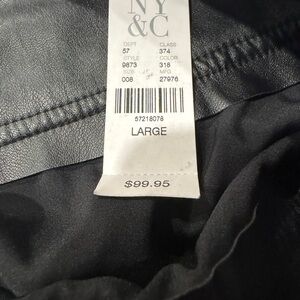 NY
&C
DEPT CLASS
57 374
STYLE COLOR
9873 318
SIZE
008 MFG
27976
57218078
LARGE
$99.95